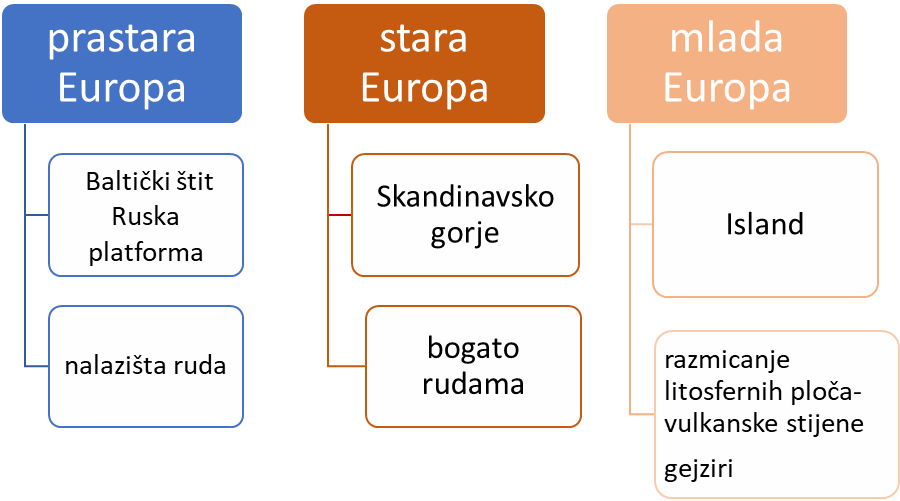 prastara
Europa
Baltički štit
Ruska
platforma
nalazišta ruda
stara
Europa
Skandinavsko
gorje
bogato
rudama
mlada
Europa
Island
razmicanje
litosfernih ploča-
vulkanske stijene
gejziri